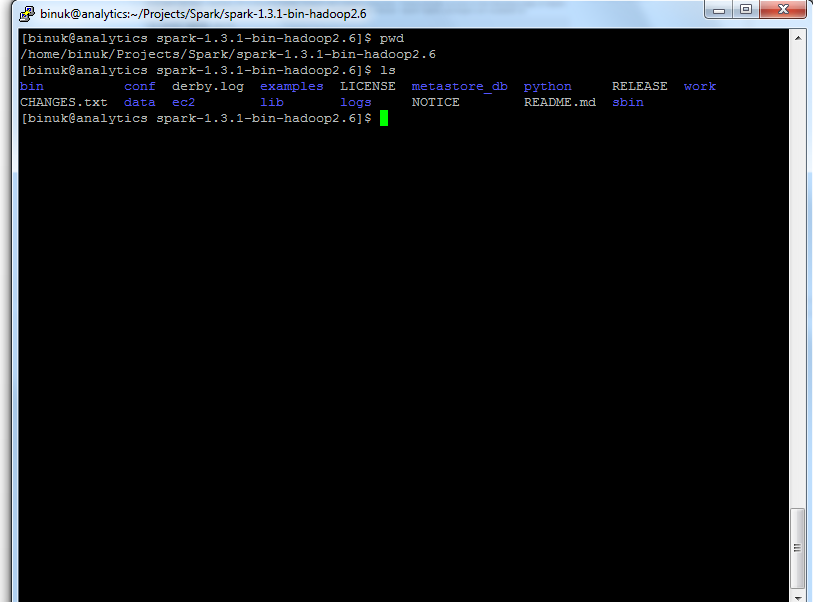 binuk@analytics:~/Projects/Spark/spark-1.3.1-bin-hadoop2.6
[binuk@analytics spark-1.3.1-bin-hadoop2.6]$ pwd
/home/binuk/Projects/Spark/spark-1.3.1-bin-hadoop2.6
[binuk@analytics spark-1.3.1-bin-hadoop2.6]$ ls
bin conf derby.log examples LICENSE metastore_db python RELEASE work
CHANGES.txt data ec2 lib logs NOTICE README.md sbin
[binuk@analytics spark-1.3.1-bin-hadoop2.6]$